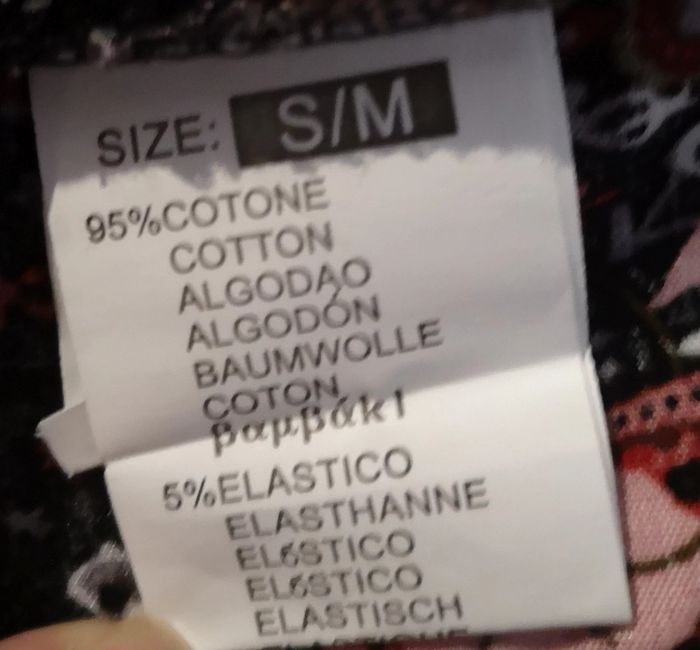 SIZE: S/M
95%COTONE
COTTON
ALGODAO
ALGODÓN
BAUMWOLLE
COTON
βαμβάκι
5%ELASTICO
ELASTHANNE
ELбSTICO
ELбSTICO
ELASTISCH